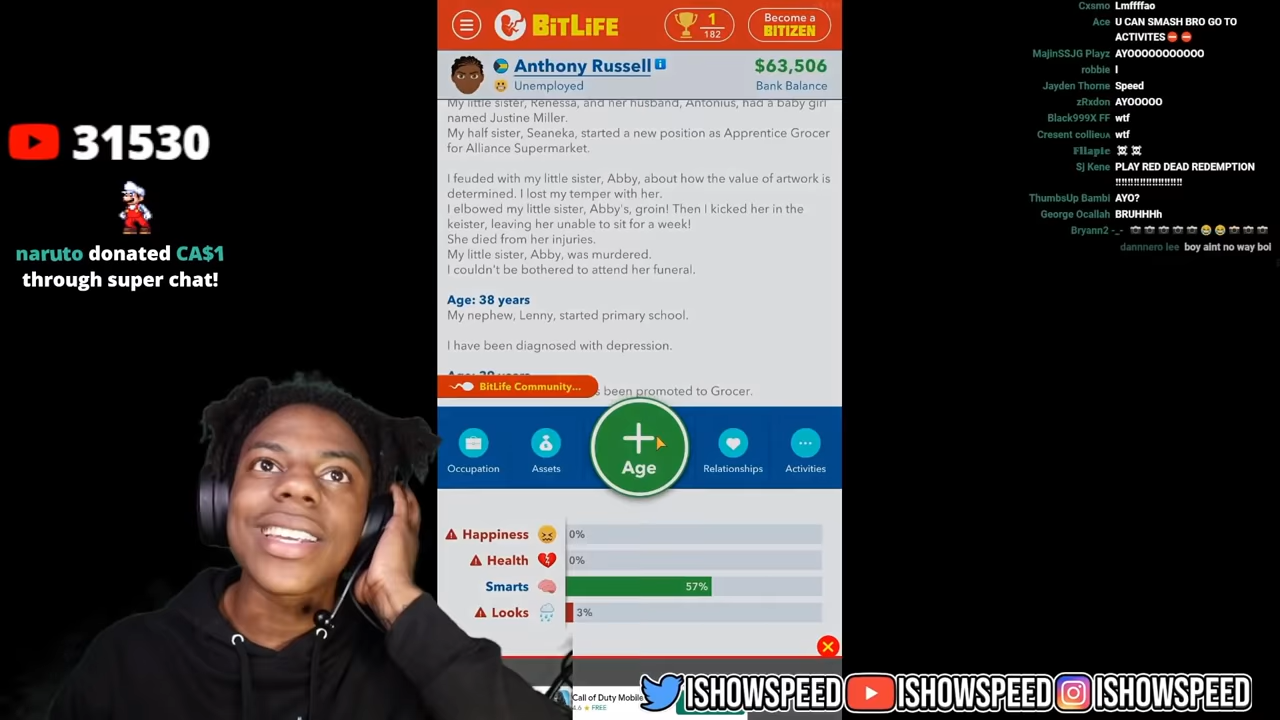 31530
naruto donated CA$1
through super chat!
BITLIFE
1
182
Become a
BITIZEN
Anthony Russell
Unemployed
$63,506
Bank Balance
My little sister, Renessa, and her husband, Antonius, had a baby girl
named Justine Miller.
My half sister, Seaneka, started a new position as Apprentice Grocer
for Alliance Supermarket.
I feuded with my little sister, Abby, about how the value of artwork is
determined. I lost my temper with her.
I elbowed my little sister, Abby's, groin! Then I kicked her in the
keister, leaving her unable to sit for a week!
She died from her injuries.
My little sister, Abby, was murdered.
I couldn't be bothered to attend her funeral.
Age: 38 years
My nephew, Lenny, started primary school.
I have been diagnosed with depression.
Age: 39 years
BitLife Community...
been promoted to Grocer.
Occupation
Assets
Age
Relationships
Activities
Happiness 0%
Health 0%
Smarts 57%
Looks 3%
Call of Duty Mobile
4.6 ★ FREE
ISHOWSPEED
ISHOWSPEED
ISHOWSPEED
Cxsmo Lmffffao
Ace U CAN SMASH BRO GO TO
ACTIVITES
MajinSSJG Playz AYOOOOOOOOOOO
robbie I
Jayden Thorne Speed
zRxdon AYOOOOO
Black999X FF wtf
Cresent collieUA wtf
Fllapie
Sj Kene PLAY RED DEAD REDEMPTION
ThumbsUp Bambi AYO?
George Ocallah BRUHHHh
Bryann2 -_-
dannnero lee boy aint no way boi